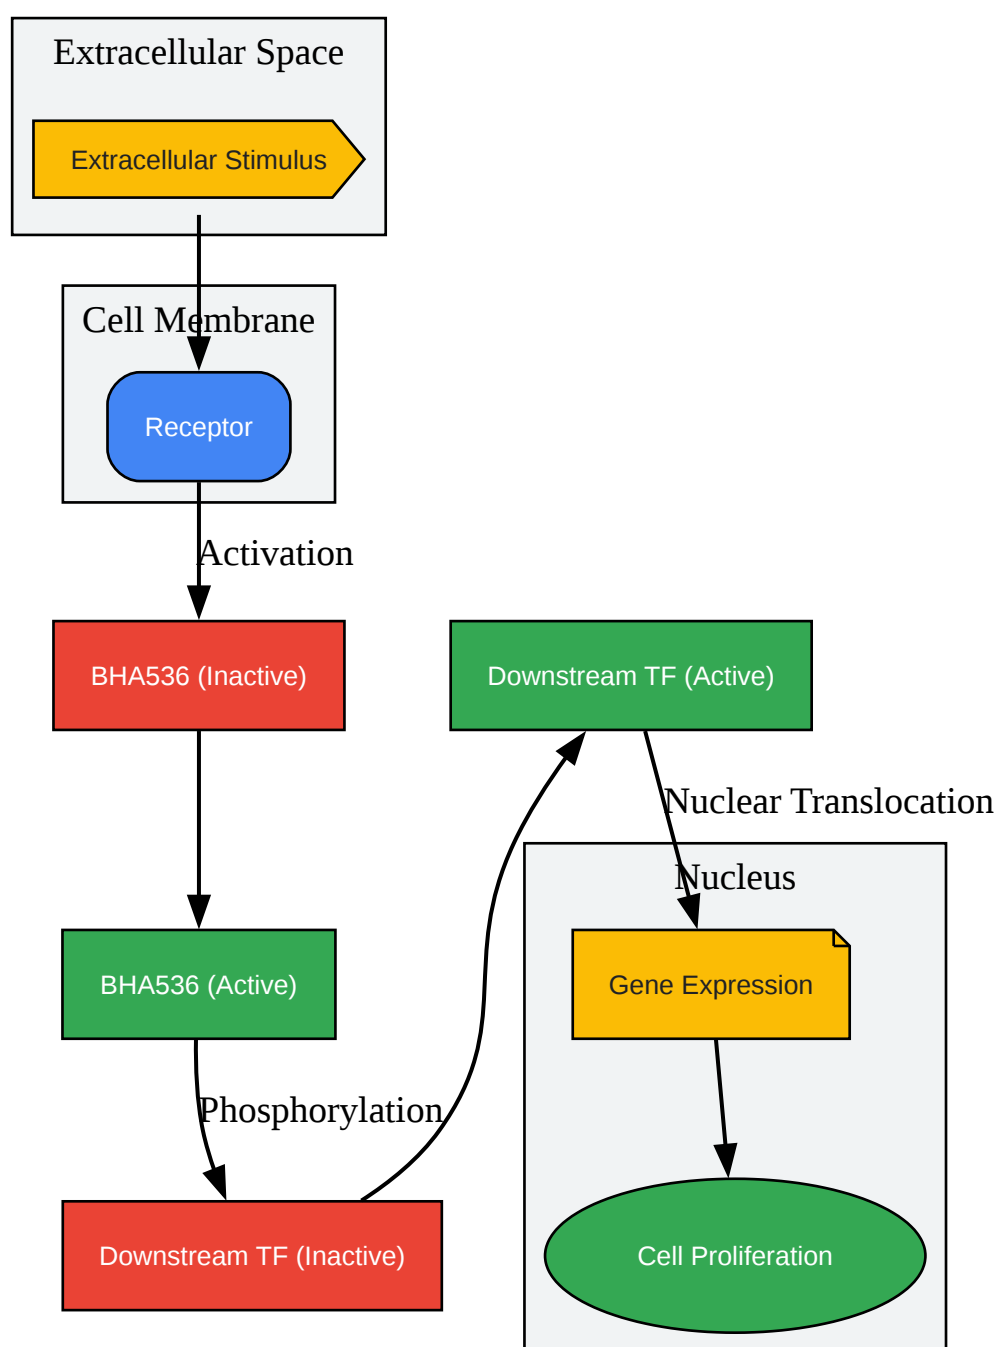 Extracellular Space
Extracellular Stimulus
Cell Membrane
Receptor
Activation
BHA536 (Inactive)
Downstream TF (Active)
Nuclear Translocation
Nucleus
BHA536 (Active)
Gene Expression
Phosphorylation
Downstream TF (Inactive)
Cell Proliferation